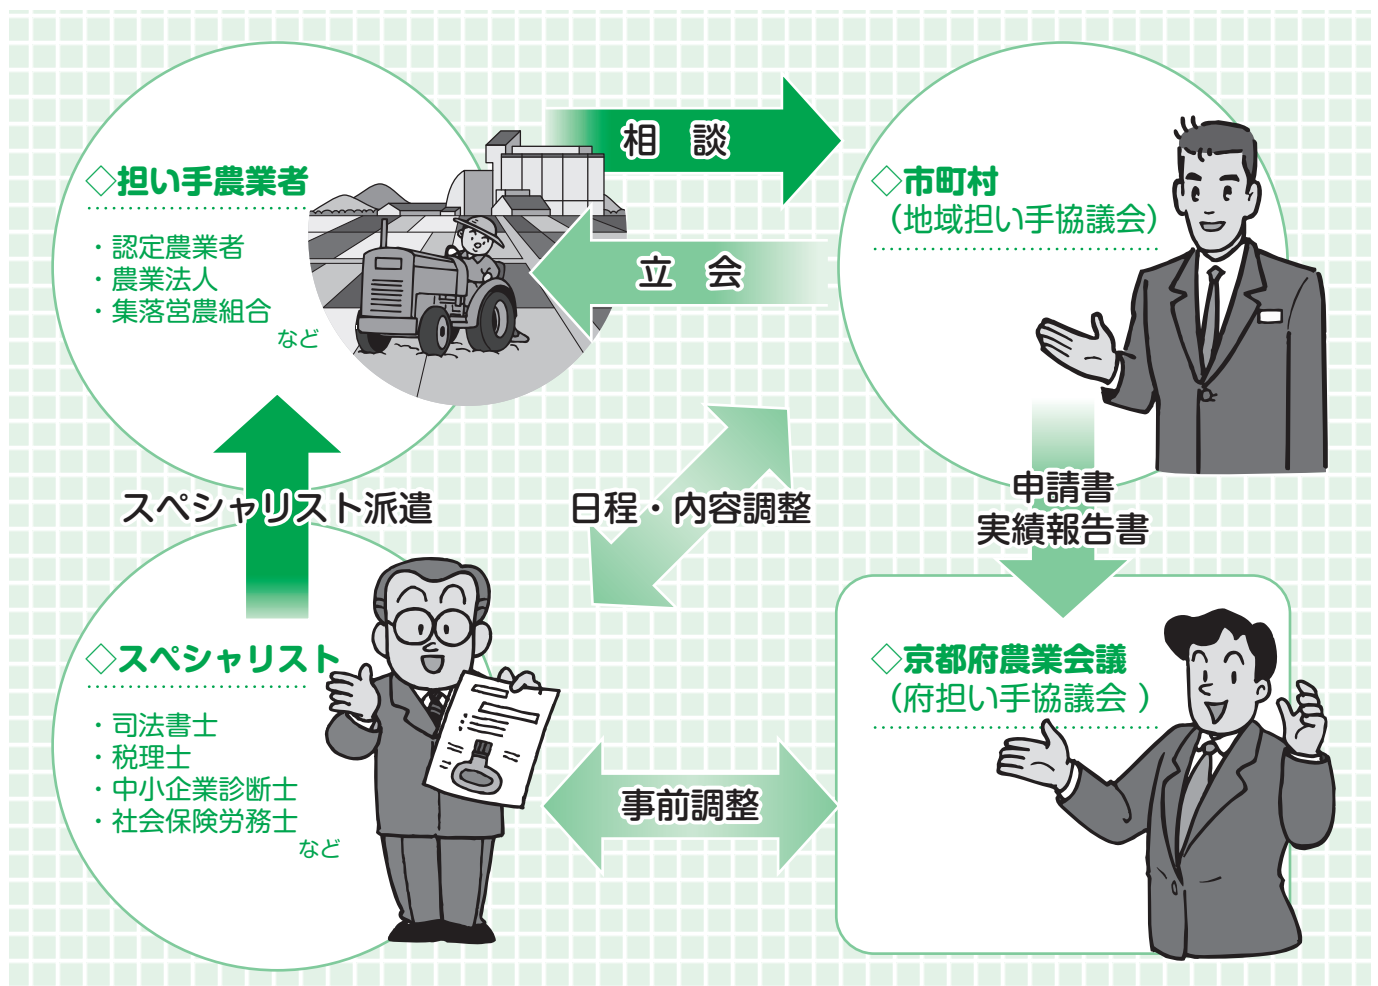 ◇担い手農業者
・認定農業者
・農業法人
・集落営農組合
など
相 談
立 会
◇市町村
（地域担い手協議会）
スペシャリスト派遣
日程・内容調整
申請書
実績報告書
◇スペシャリスト
・司法書士
・税理士
・中小企業診断士
・社会保険労務士
など
事前調整
◇京都府農業会議
（府担い手協議会 ）